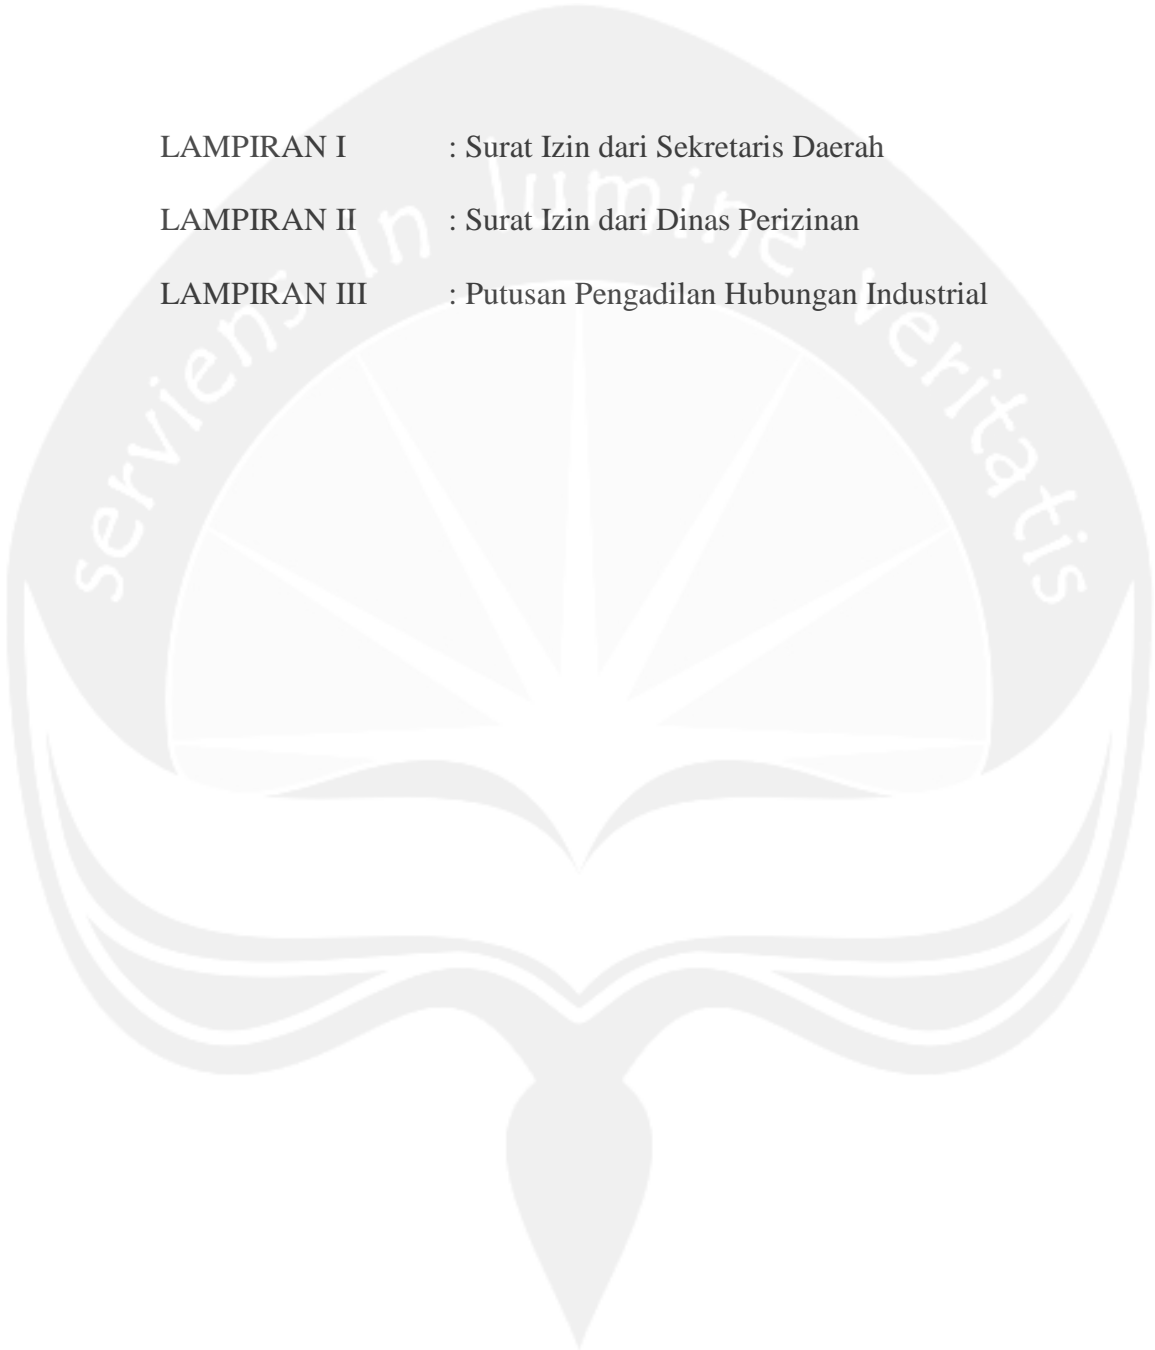 LAMPIRAN I : Surat Izin dari Sekretaris Daerah
LAMPIRAN II : Surat Izin dari Dinas Perizinan
LAMPIRAN III : Putusan Pengadilan Hubungan Industrial
serviens in lumine veritatis